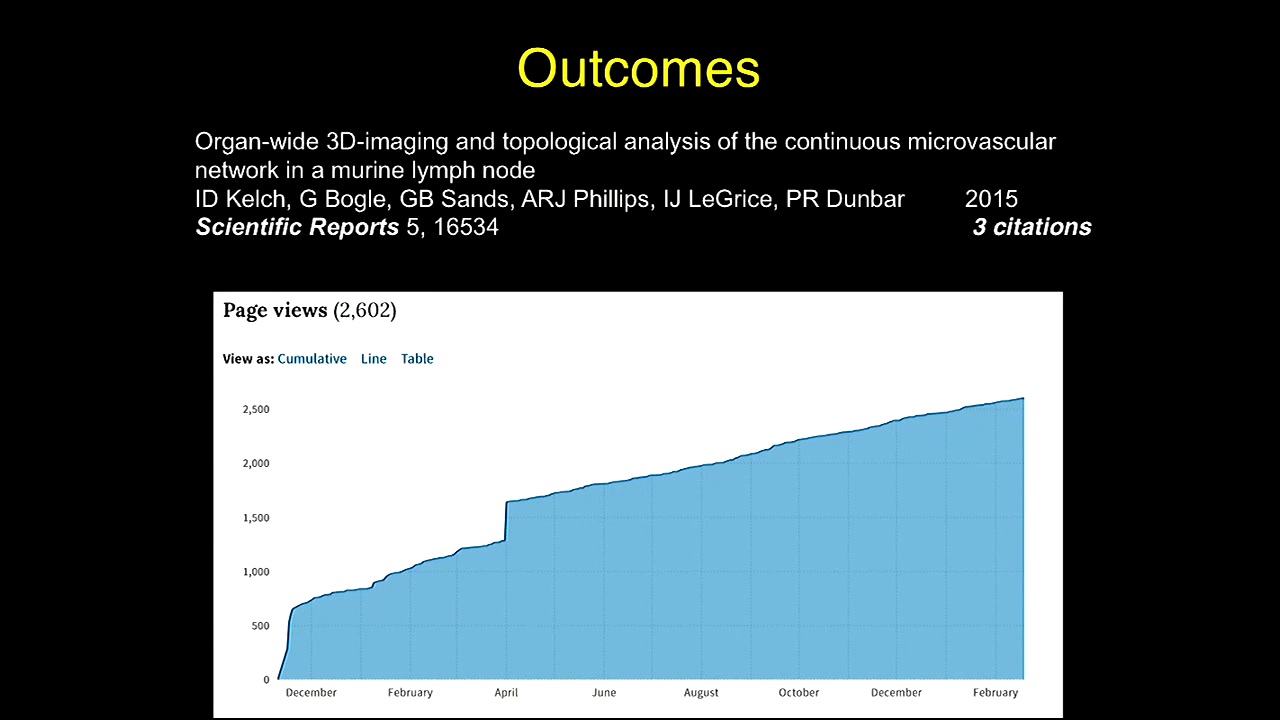 Outcomes
Organ-wide 3D-imaging and topological analysis of the continuous microvascular
network in a murine lymph node
ID Kelch, G Bogle, GB Sands, ARJ Phillips, IJ LeGrice, PR Dunbar 2015
Scientific Reports 5, 16534 3 citations
Page views (2,602)
View as: Cumulative Line Table
2,500
2,000
1,500
1,000
500
0
December February April June August October December February